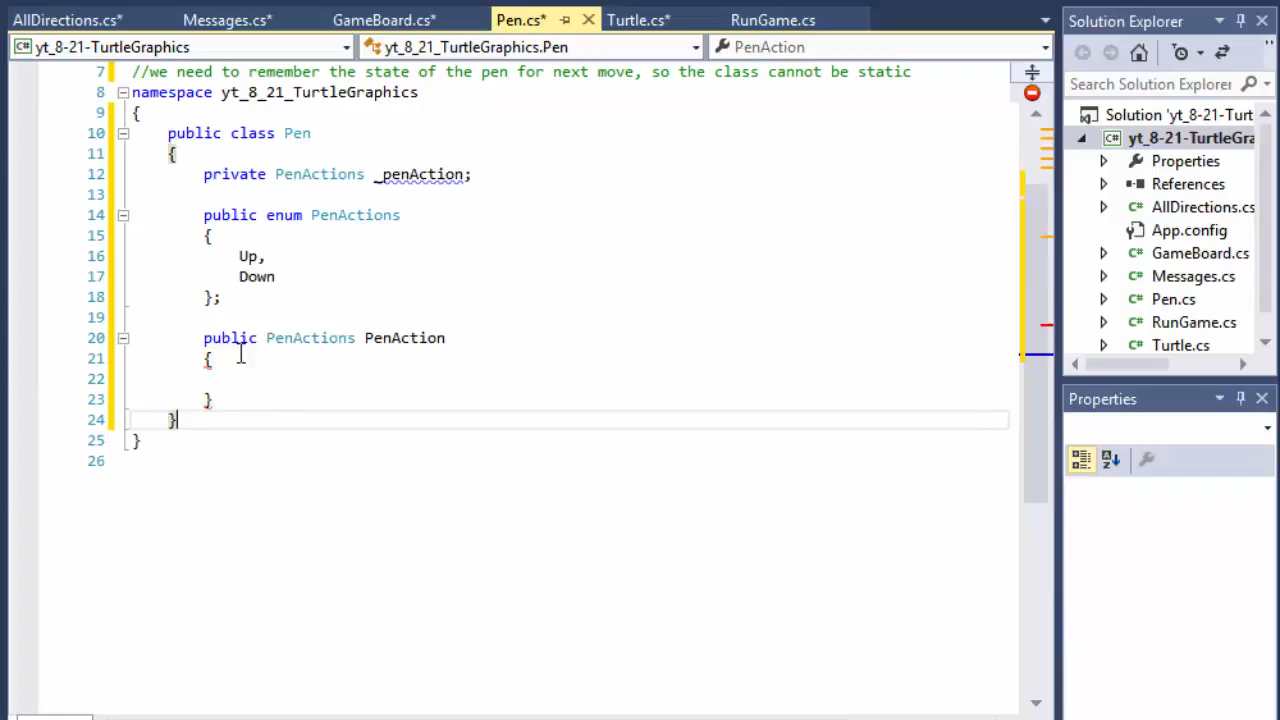 AllDirections.cs* Messages.cs* GameBoard.cs* Pen.cs* Turtle.cs* RunGame.cs
yt_8-21-TurtleGraphics yt_8_21_TurtleGraphics.Pen PenAction
7 //we need to remember the state of the pen for next move, so the class cannot be static
8 namespace yt_8_21_TurtleGraphics
9 {
10 public class Pen
11 {
12 private PenActions _penAction;
13
14 public enum PenActions
15 {
16 Up,
17 Down
18 };
19
20 public PenActions PenAction
21 {
22
23 }
24 }
25 }
26
Solution Explorer
Search Solution Explorer
Solution 'yt_8-21-Turt
yt_8-21-TurtleGra
Properties
References
AllDirections.cs
App.config
GameBoard.cs
Messages.cs
Pen.cs
RunGame.cs
Turtle.cs
Properties